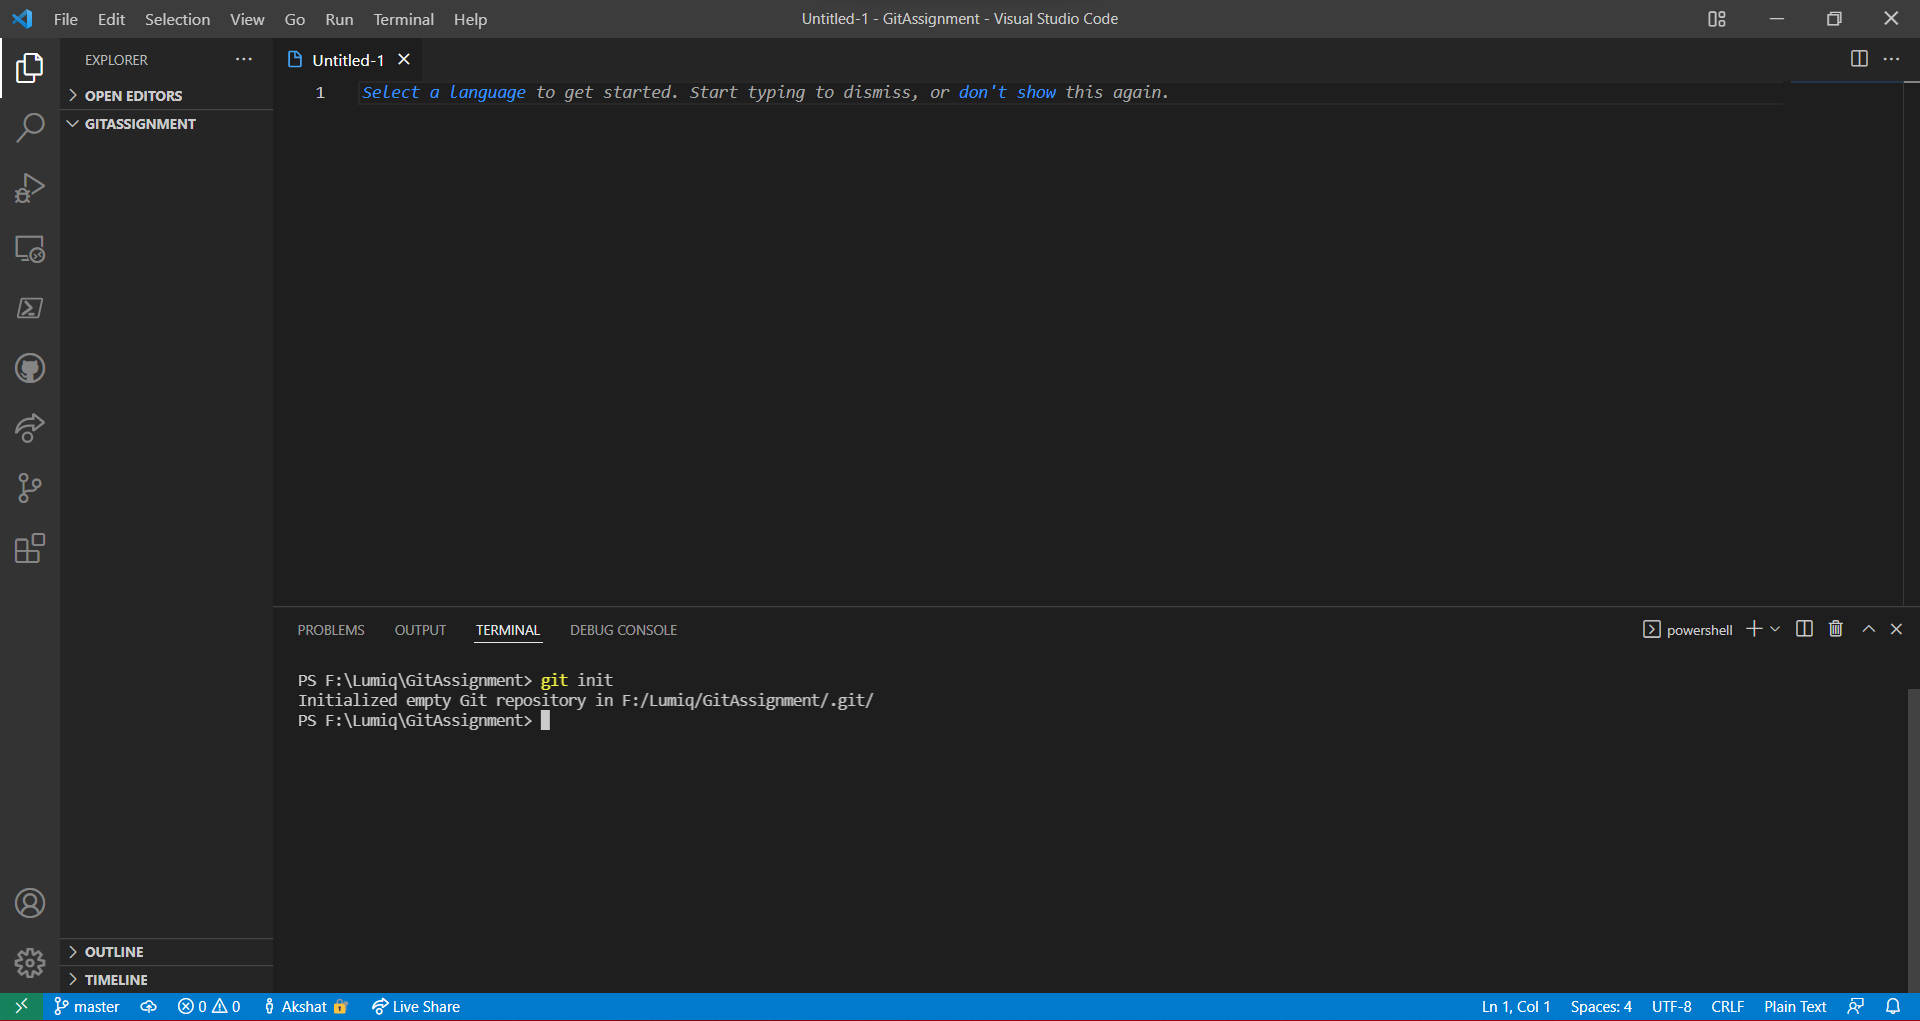 File Edit Selection View Go Run Terminal Help
Untitled-1 - GitAssignment - Visual Studio Code
EXPLORER
OPEN EDITORS
GITASSIGNMENT
Untitled-1
1 Select a language to get started. Start typing to dismiss, or don't show this again.
PROBLEMS OUTPUT TERMINAL DEBUG CONSOLE
powershell
PS F:\Lumiq\GitAssignment> git init
Initialized empty Git repository in F:/Lumiq/GitAssignment/.git/
PS F:\Lumiq\GitAssignment>
OUTLINE
TIMELINE
master 0 0 Akshat Live Share
Ln 1, Col 1 Spaces: 4 UTF-8 CRLF Plain Text